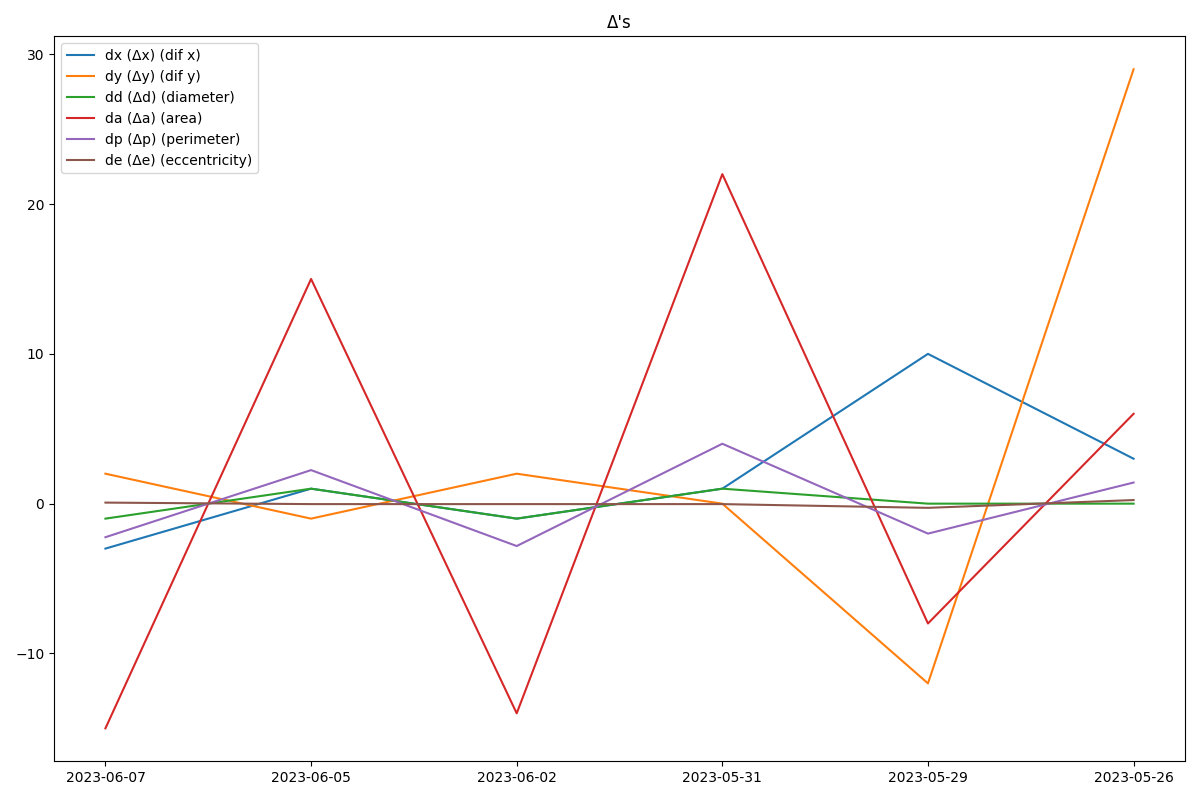 Δ's
dx (Δx) (dif x)
dy (Δy) (dif y)
dd (Δd) (diameter)
da (Δa) (area)
dp (Δp) (perimeter)
de (Δe) (eccentricity)
30
20
10
0
−10
2023-06-07 2023-06-05 2023-06-02 2023-05-31 2023-05-29 2023-05-26